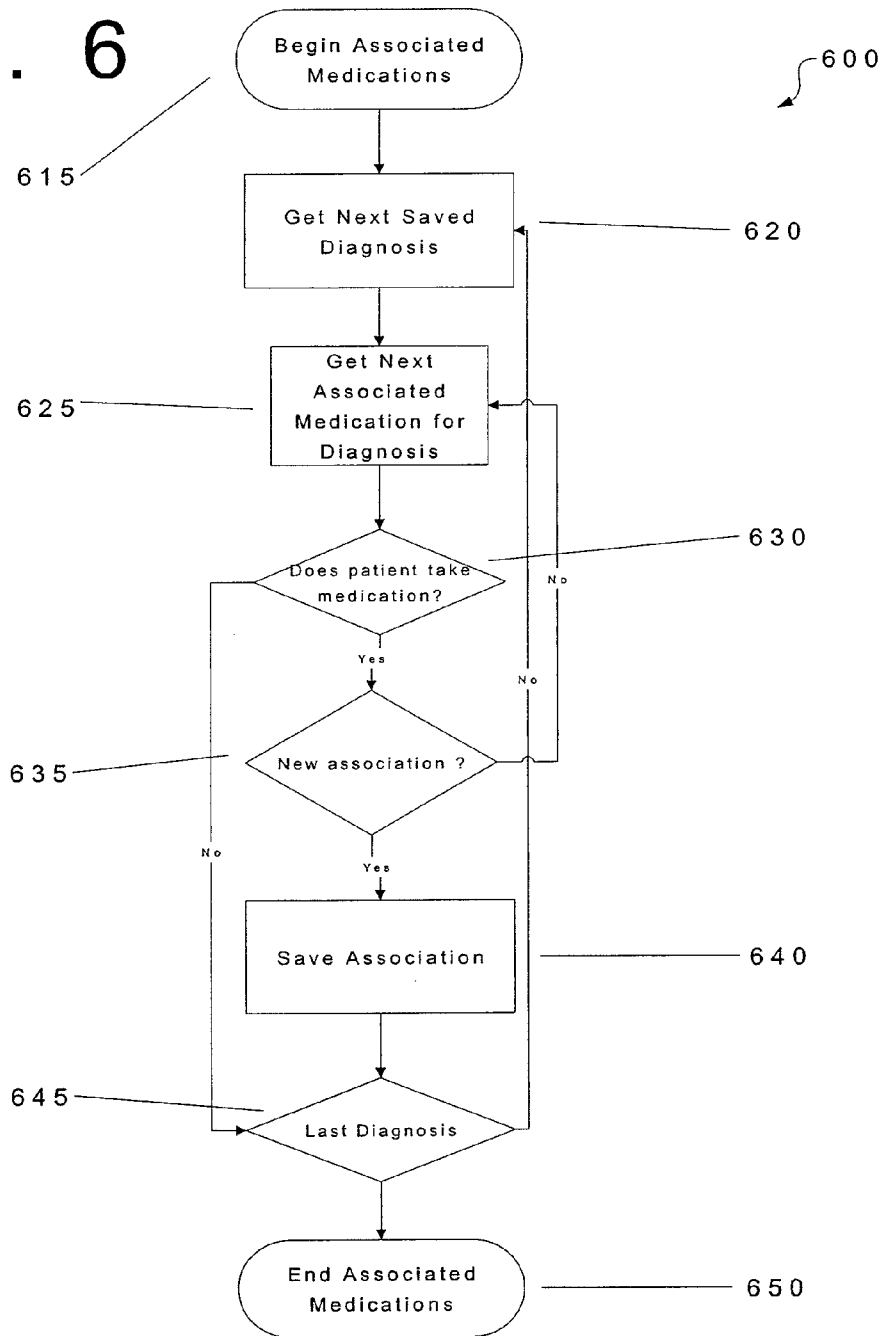 . 6
Begin Associated
Medications
600
615
Get Next Saved
Diagnosis
620
Get Next
Associated
Medication for
Diagnosis
625
630
Does patient take
medication?
No
Yes
No
635
New association ?
No
Yes
Save Association
640
645
Last Diagnosis
End Associated
Medications
650